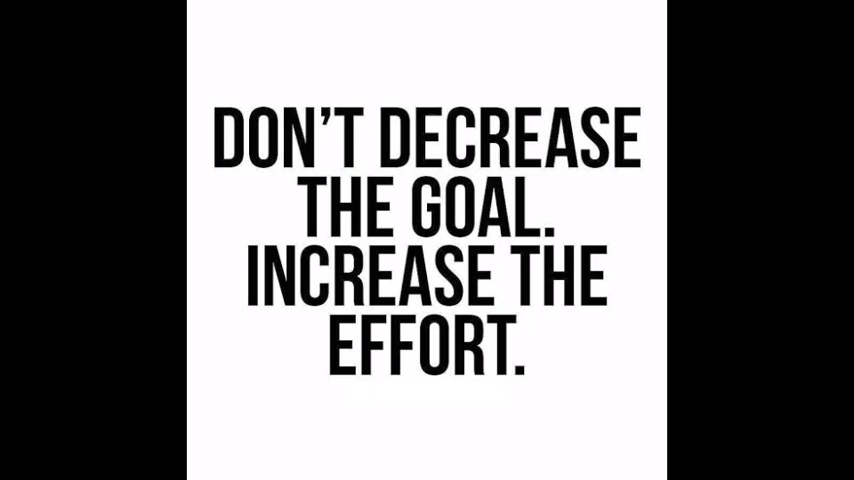 DON'T DECREASE
THE GOAL.
INCREASE THE
EFFORT.